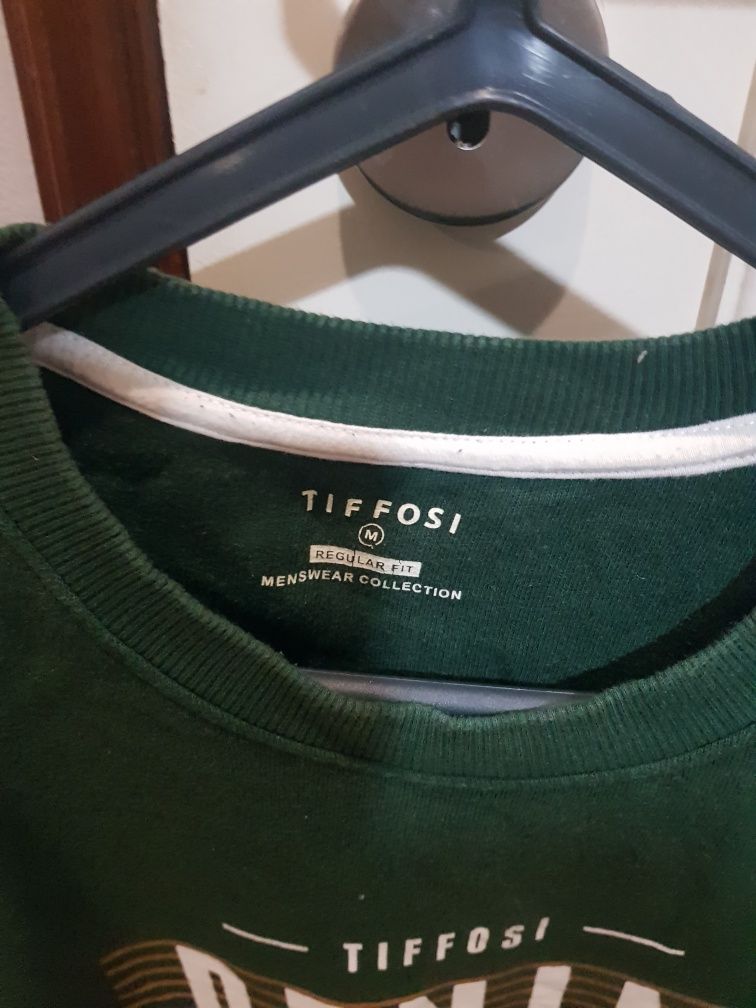 TIFFOSI
M
REGULAR FIT
MENSWEAR COLLECTION
TIFFOSI